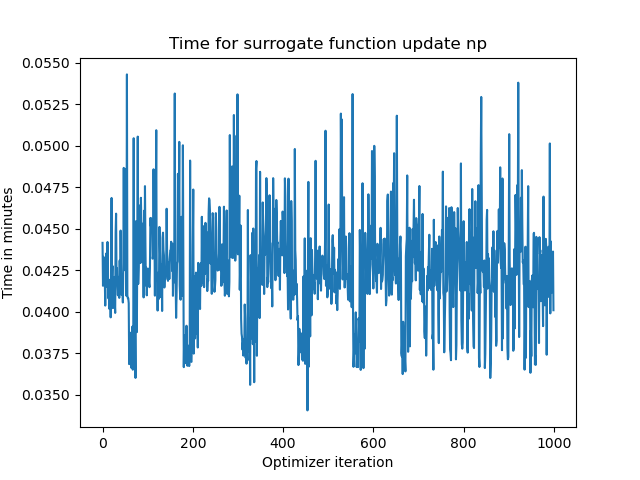 Time for surrogate function update np
0.0550
0.0525
0.0500
0.0475
0.0450
0.0425
0.0400
0.0375
0.0350
Time in minutes
0 200 400 600 800 1000
Optimizer iteration